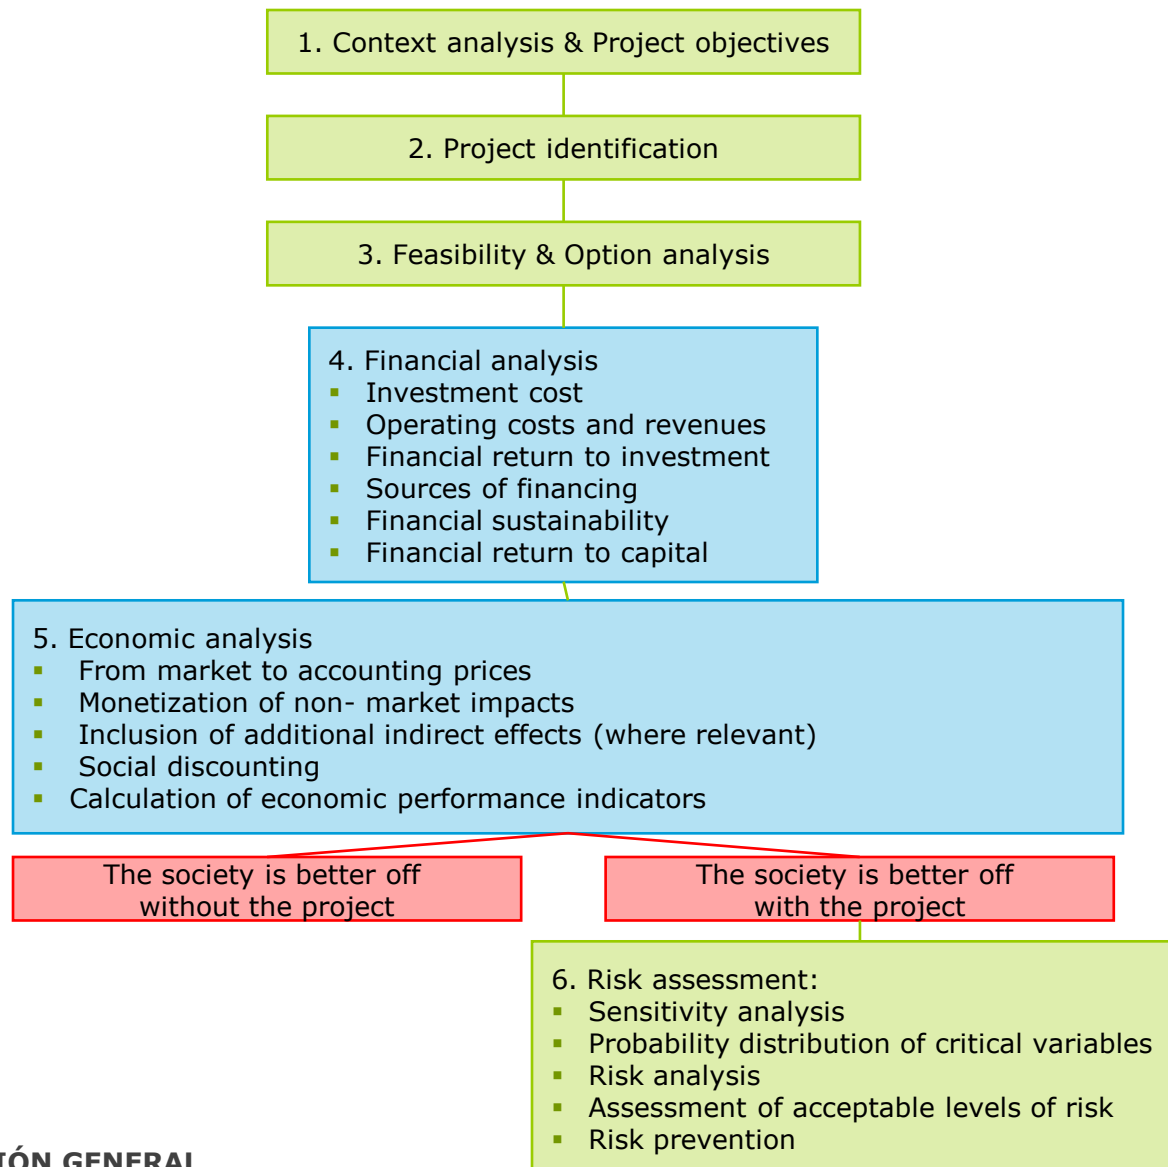 1. Context analysis & Project objectives
2. Project identification
3. Feasibility & Option analysis
4. Financial analysis
▪ Investment cost
▪ Operating costs and revenues
▪ Financial return to investment
▪ Sources of financing
▪ Financial sustainability
▪ Financial return to capital
5. Economic analysis
▪ From market to accounting prices
▪ Monetization of non- market impacts
▪ Inclusion of additional indirect effects (where relevant)
▪ Social discounting
▪ Calculation of economic performance indicators
The society is better off
without the project
The society is better off
with the project
6. Risk assessment:
▪ Sensitivity analysis
▪ Probability distribution of critical variables
▪ Risk analysis
▪ Assessment of acceptable levels of risk
▪ Risk prevention
IÓN GENERAL